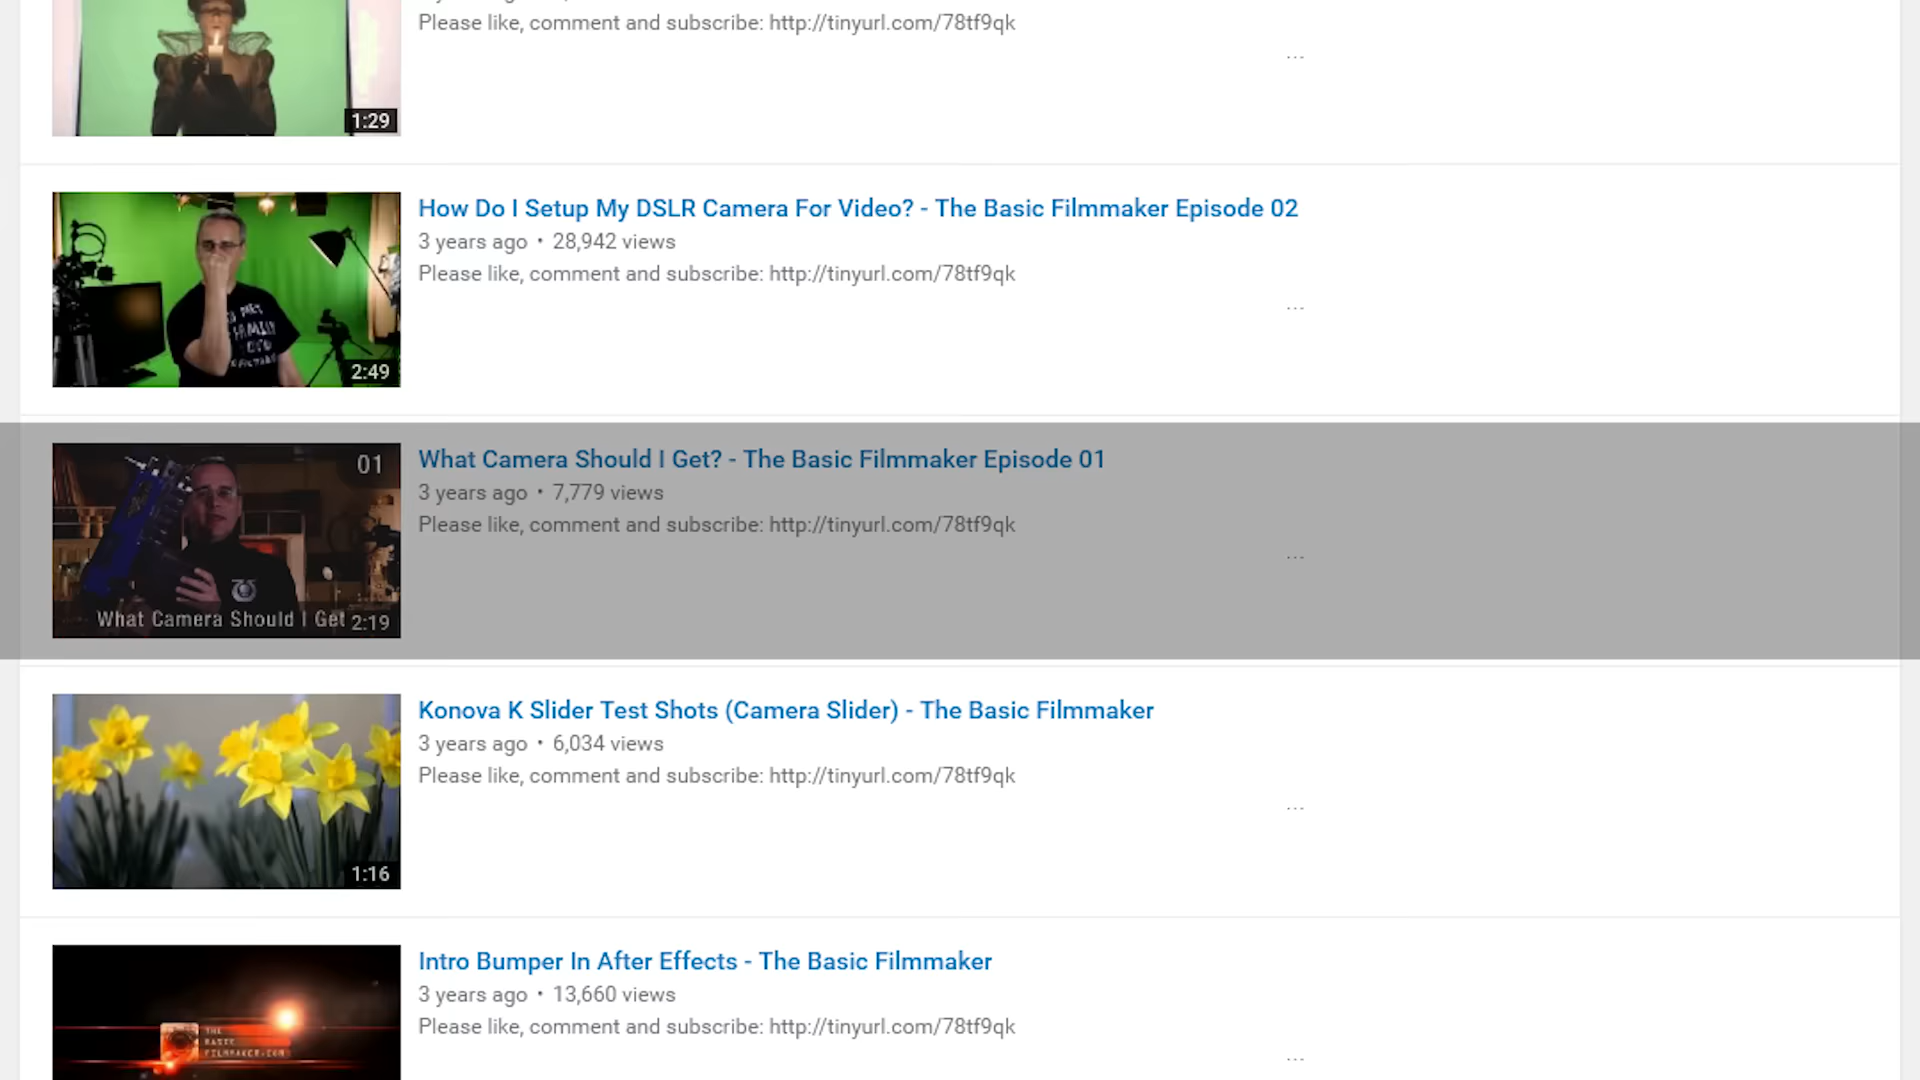 Please like, comment and subscribe: http://tinyurl.com/78tf9qk
...
1:29
How Do I Setup My DSLR Camera For Video? - The Basic Filmmaker Episode 02
3 years ago • 28,942 views
Please like, comment and subscribe: http://tinyurl.com/78tf9qk
...
2:49
What Camera Should I Get? - The Basic Filmmaker Episode 01
3 years ago • 7,779 views
Please like, comment and subscribe: http://tinyurl.com/78tf9qk
...
01
What Camera Should I Get
2:19
Konova K Slider Test Shots (Camera Slider) - The Basic Filmmaker
3 years ago • 6,034 views
Please like, comment and subscribe: http://tinyurl.com/78tf9qk
...
1:16
Intro Bumper In After Effects - The Basic Filmmaker
3 years ago • 13,660 views
Please like, comment and subscribe: http://tinyurl.com/78tf9qk
...
THE
BASIC
FILMMAKER.COM